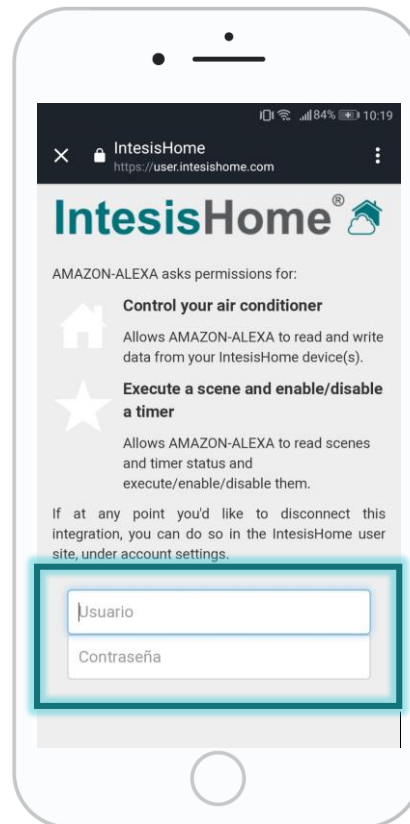 84% 10:19
IntesisHome
https://user.intesishome.com
IntesisHome®
AMAZON-ALEXA asks permissions for:
Control your air conditioner
Allows AMAZON-ALEXA to read and write
data from your IntesisHome device(s).
Execute a scene and enable/disable
a timer
Allows AMAZON-ALEXA to read scenes
and timer status and
execute/enable/disable them.
If at any point you'd like to disconnect this
integration, you can do so in the IntesisHome user
site, under account settings.
Usuario
Contraseña